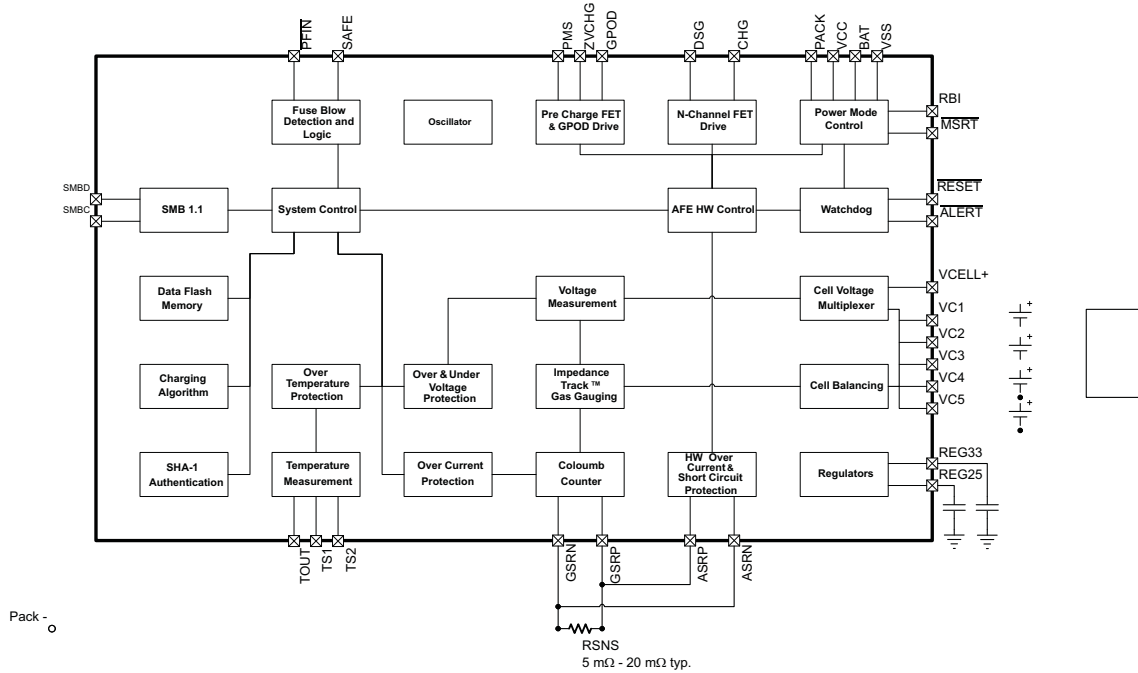 PFIN
SAFE
PMS
ZVCHG
GPOD
DSG
CHG
PACK
VCC
BAT
VSS
Fuse Blow
Detection and
Logic
Oscillator
Pre Charge FET
& GPOD Drive
N-Channel FET
Drive
Power Mode
Control
RBI
MSRT
SMBD
SMBC
SMB 1.1
System Control
AFE HW Control
Watchdog
RESET
ALERT
Data Flash
Memory
Voltage
Measurement
Cell Voltage
Multiplexer
VCELL+
VC1
VC2
VC3
VC4
VC5
+
+
+
+
Charging
Algorithm
Over
Temperature
Protection
Over & Under
Voltage
Protection
Impedance
Track ™
Gas Gauging
Cell Balancing
SHA-1
Authentication
Temperature
Measurement
Over Current
Protection
Coloumb
Counter
HW Over
Current &
Short Circuit
Protection
Regulators
REG33
REG25
TOUT
TS1
TS2
GSRN
GSRP
ASRP
ASRN
Pack -
RSNS
5 mΩ - 20 mΩ typ.